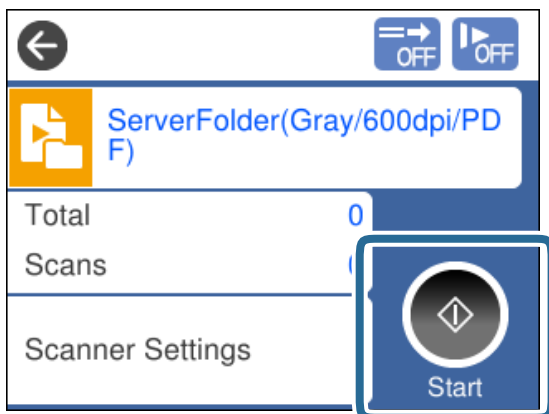 OFF
OFF
ServerFolder(Gray/600dpi/PD
F)
Total 0
Scans
Scanner Settings
Start